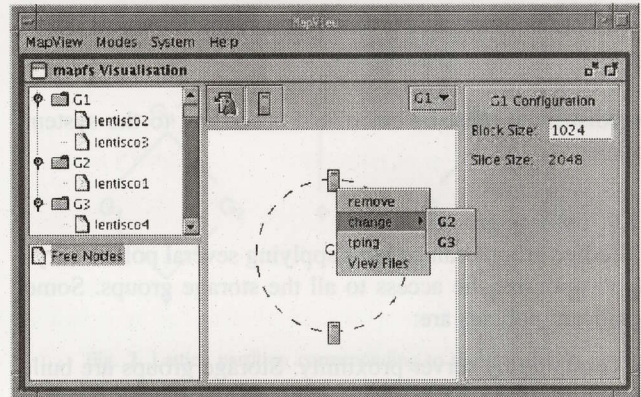 MapView
MapView Modes System Help
mapfs Visualisation
G1
lentisco2
lentisco3
G2
lentisco1
G3
lentisco4
Free Nodes
G1
remove
change
tping
View Files
G2
G3
G
G1 Configuration
Block Size: 1024
Slice Size: 2048